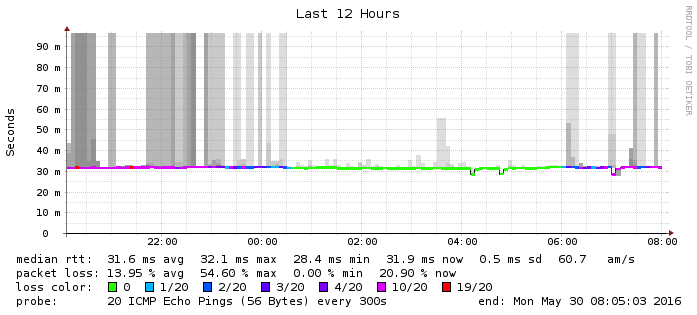 Last 12 Hours
RRDTOOL / TOBI OETIKER
Seconds
90 m
80 m
70 m
60 m
50 m
40 m
30 m
20 m
10 m
0
22:00 00:00 02:00 04:00 06:00 08:00
median rtt: 31.6 ms avg 32.1 ms max 28.4 ms min 31.9 ms now 0.5 ms sd 60.7 am/s
packet loss: 13.95 % avg 54.60 % max 0.00 % min 20.90 % now
loss color: 0 1/20 2/20 3/20 4/20 10/20 19/20
probe: 20 ICMP Echo Pings (56 Bytes) every 300s end: Mon May 30 08:05:03 2016